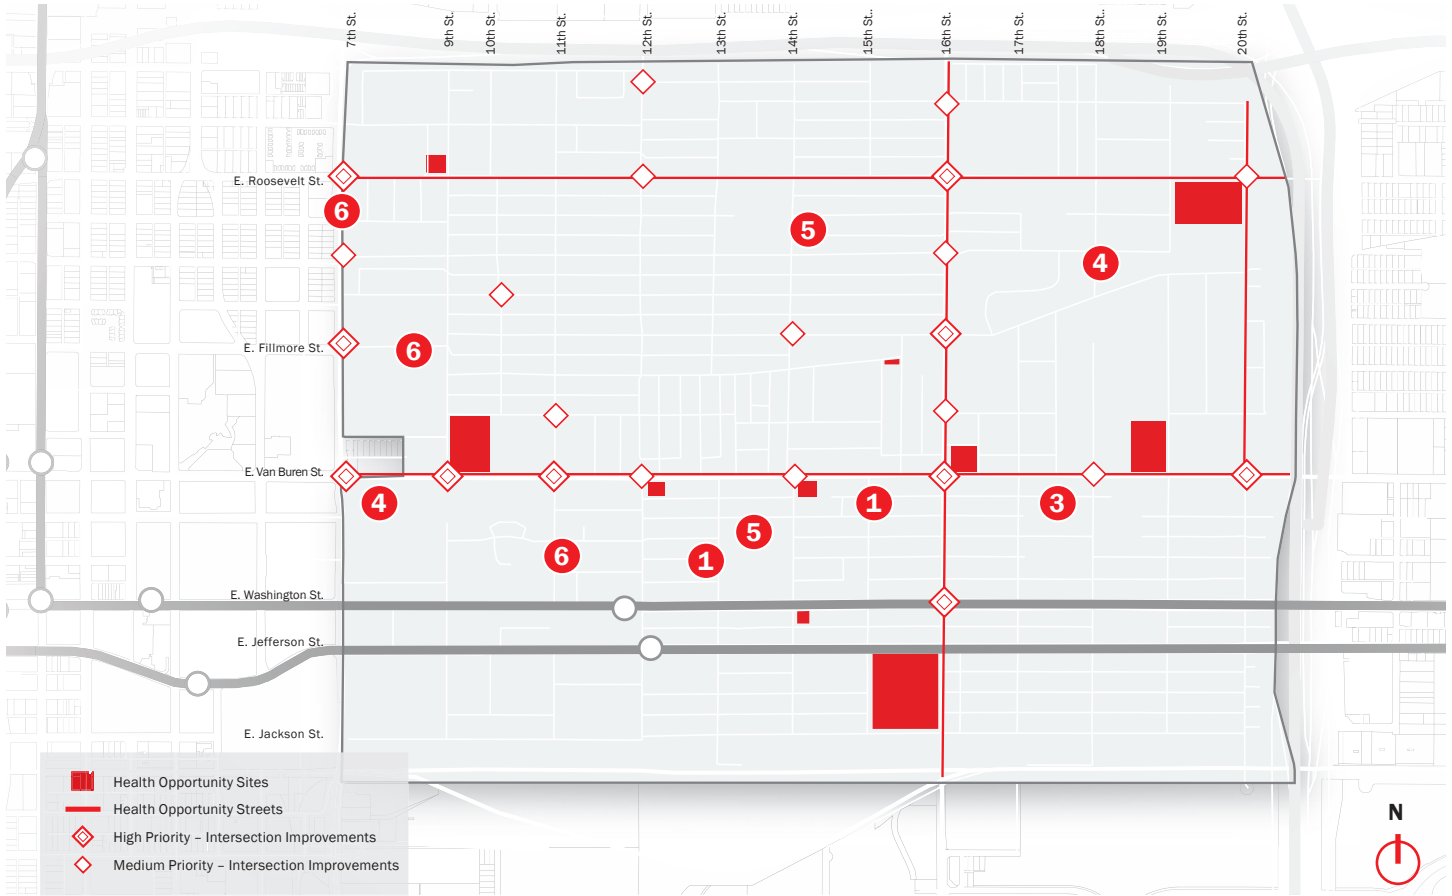 7th St.
9th St.
10th St.
11th St.
12th St.
13th St.
14th St.
15th St.
16th St.
17th St.
18th St..
19th St.
20th St..
E. Roosevelt St.
6
5
4
E. Fillmore St.
6
E. Van Buren St.
4
1
3
5
6
1
E. Washington St.
E. Jefferson St.
E. Jackson St.
Health Opportunity Sites
Health Opportunity Streets
High Priority – Intersection Improvements
Medium Priority – Intersection Improvements
N